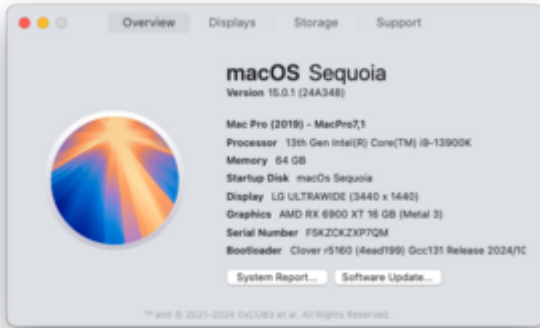 Overview Displays Storage Support
macOS Sequoia
Version 15.0.1 (24A348)
Mac Pro (2019) - MacPro7,1
Processor 13th Gen Intel(R) Core(TM) i9-13900K
Memory 64 GB
Startup Disk macOs Sequoia
Display LG ULTRAWIDE (3440 x 1440)
Graphics AMD RX 6900 XT 16 GB (Metal 3)
Serial Number F5KZCKZXP7QM
Bootloader Clover r5160 (4ead199) Gcc131 Release 2024/10
System Report... Software Update...
™ and © 2021-2024 0xCUB3 et al. All Rights Reserved.